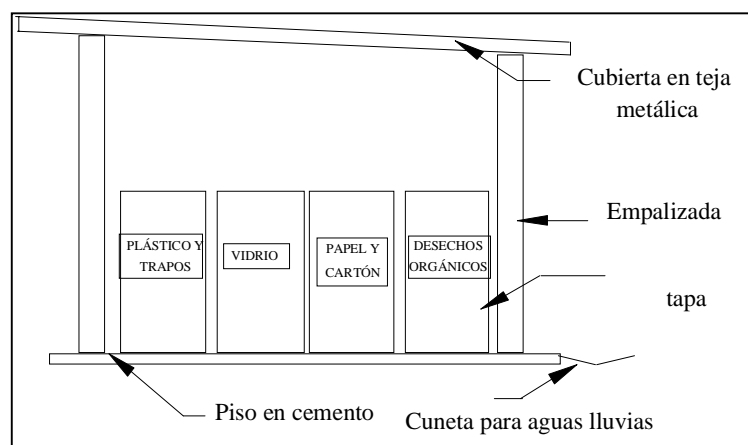 Cubierta en teja
metálica
Empalizada
PLÁSTICO Y
TRAPOS
VIDRIO
PAPEL Y
CARTÓN
DESECHOS
ORGÁNICOS
tapa
Piso en cemento
Cuneta para aguas lluvias